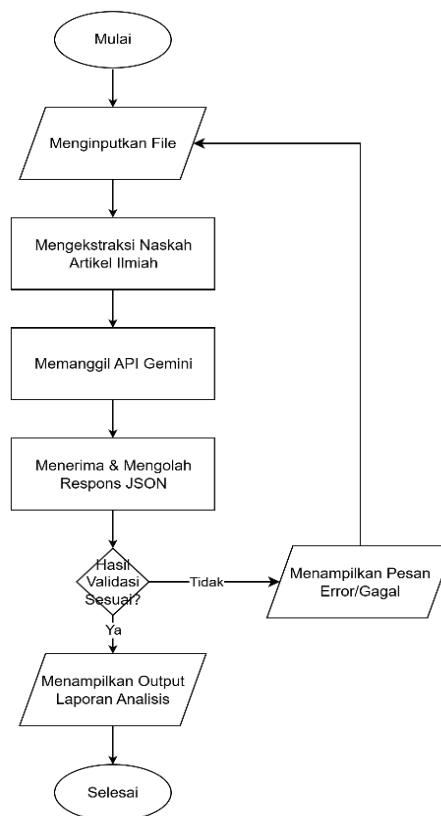 Mulai
Menginputkan File
Mengekstraksi Naskah
Artikel Ilmiah
Memanggil API Gemini
Menerima & Mengolah
Respons JSON
Hasil
Validasi
Sesuai?
Tidak
Menampilkan Pesan
Error/Gagal
Ya
Menampilkan Output
Laporan Analisis
Selesai